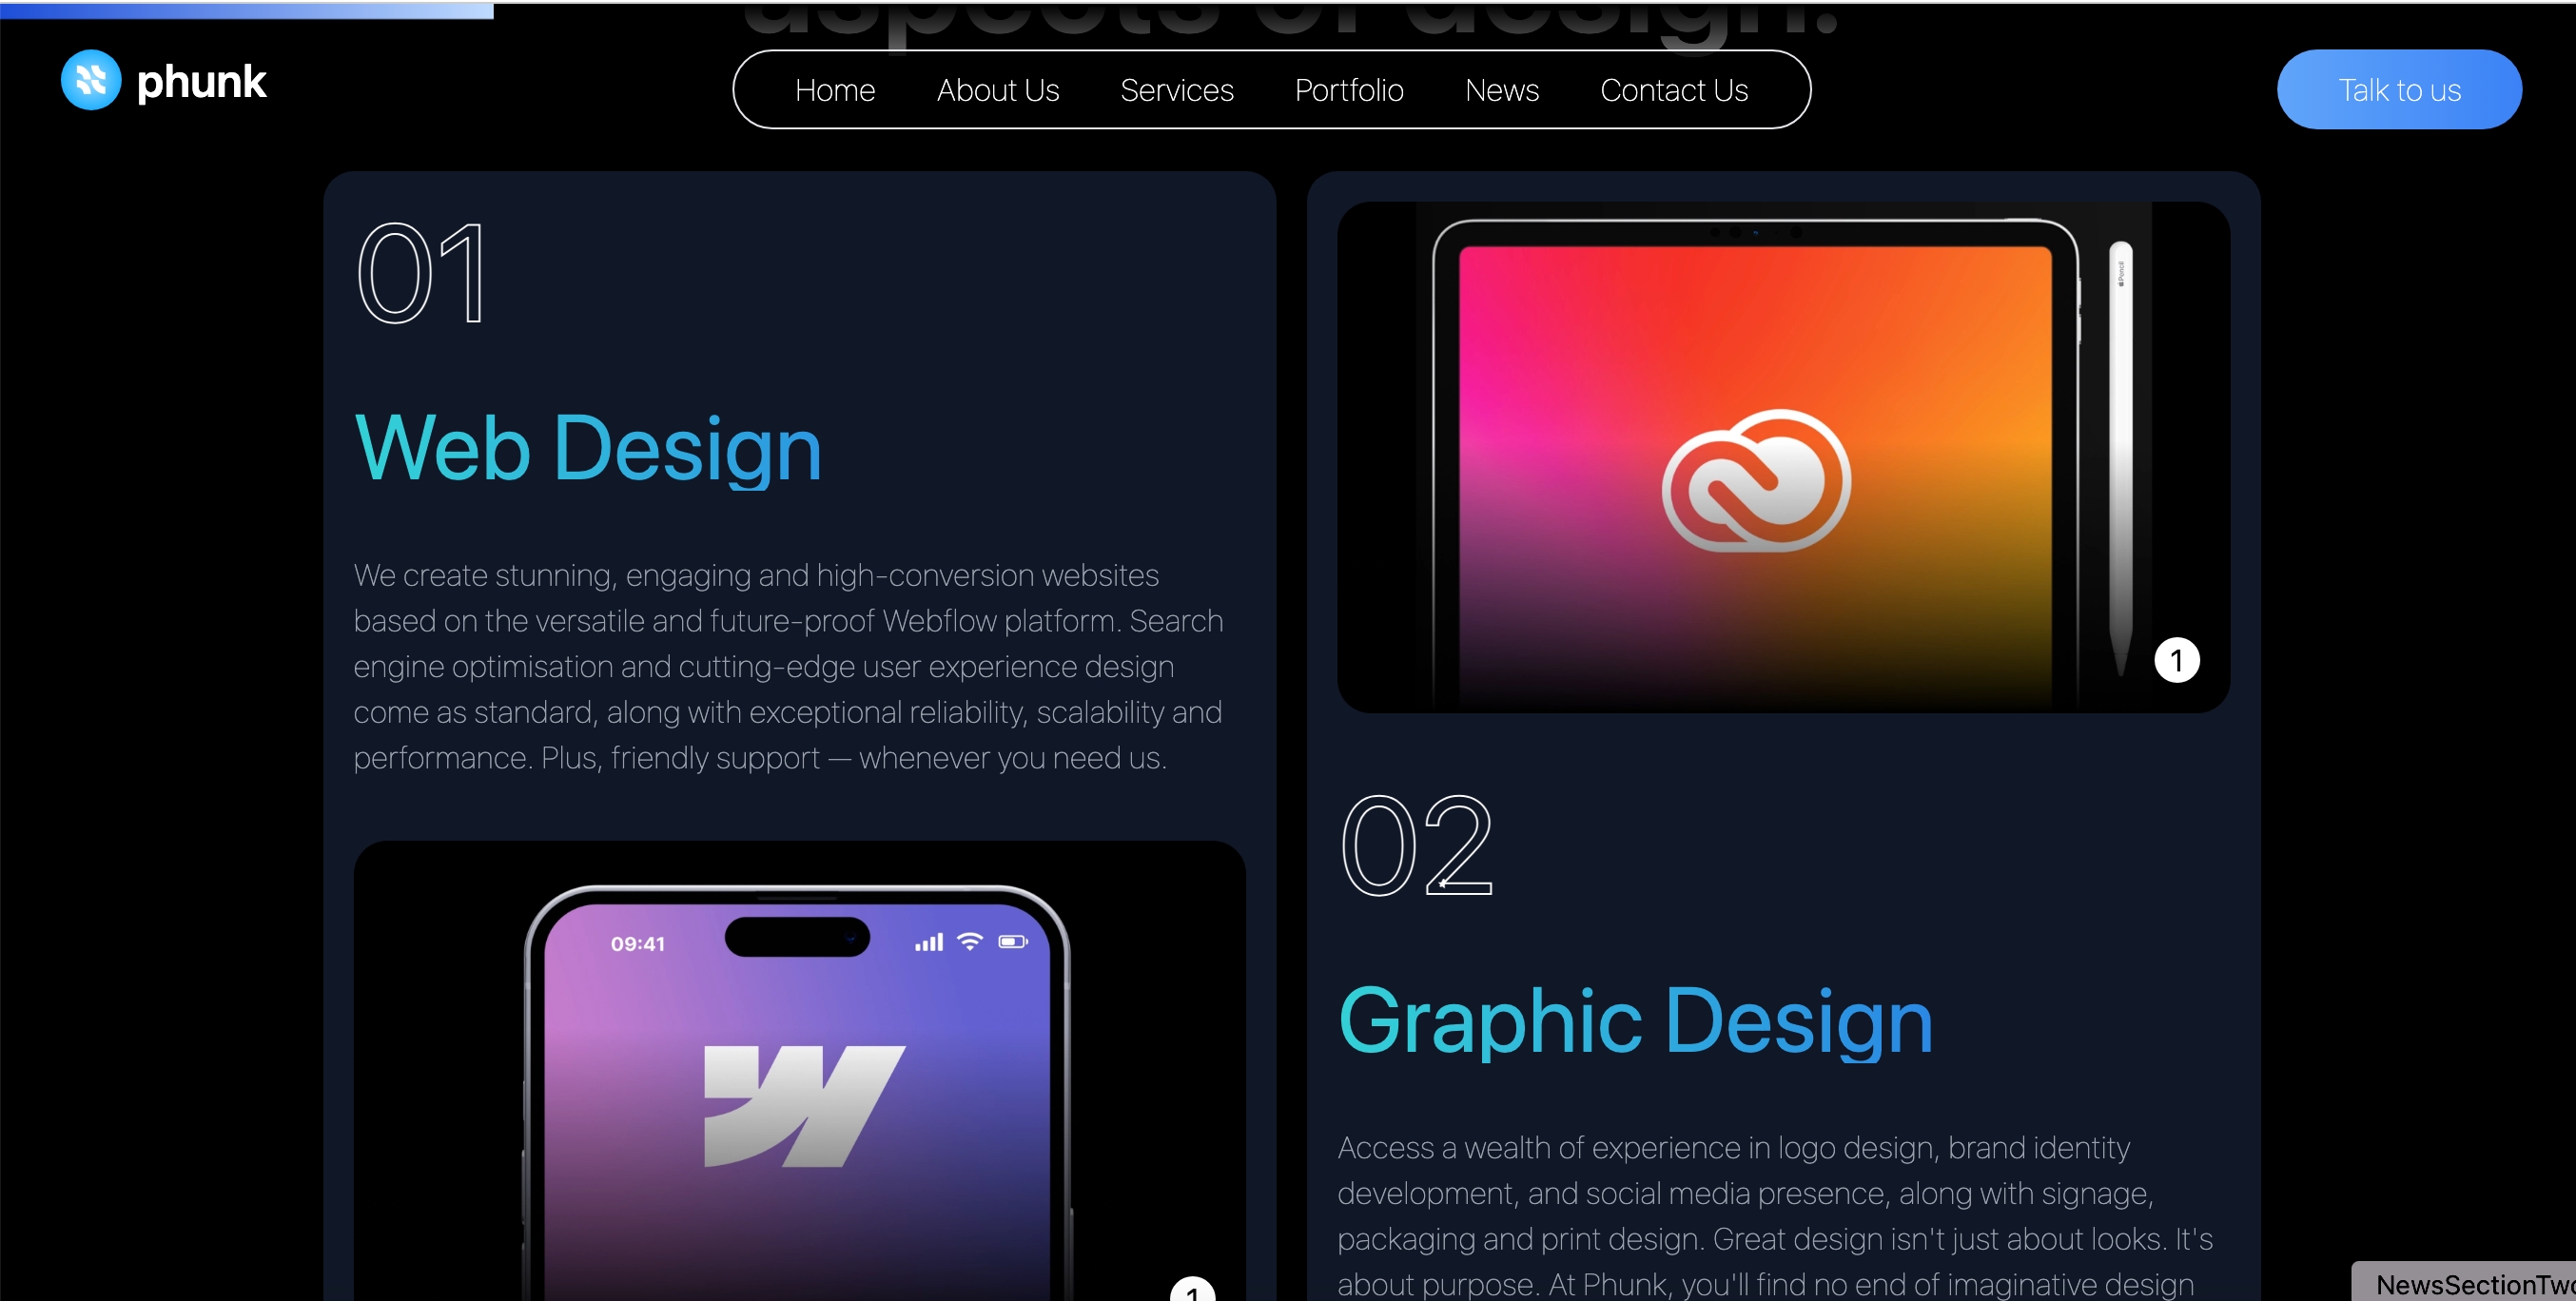 aspects of design.
phunk
Home About Us Services Portfolio News Contact Us
Talk to us
01
Web Design
We create stunning, engaging and high-conversion websites
based on the versatile and future-proof Webflow platform. Search
engine optimisation and cutting-edge user experience design
come as standard, along with exceptional reliability, scalability and
performance. Plus, friendly support — whenever you need us.
09:41
1
Pencil
1
02
Graphic Design
Access a wealth of experience in logo design, brand identity
development, and social media presence, along with signage,
packaging and print design. Great design isn't just about looks. It's
about purpose. At Phunk, you'll find no end of imaginative design